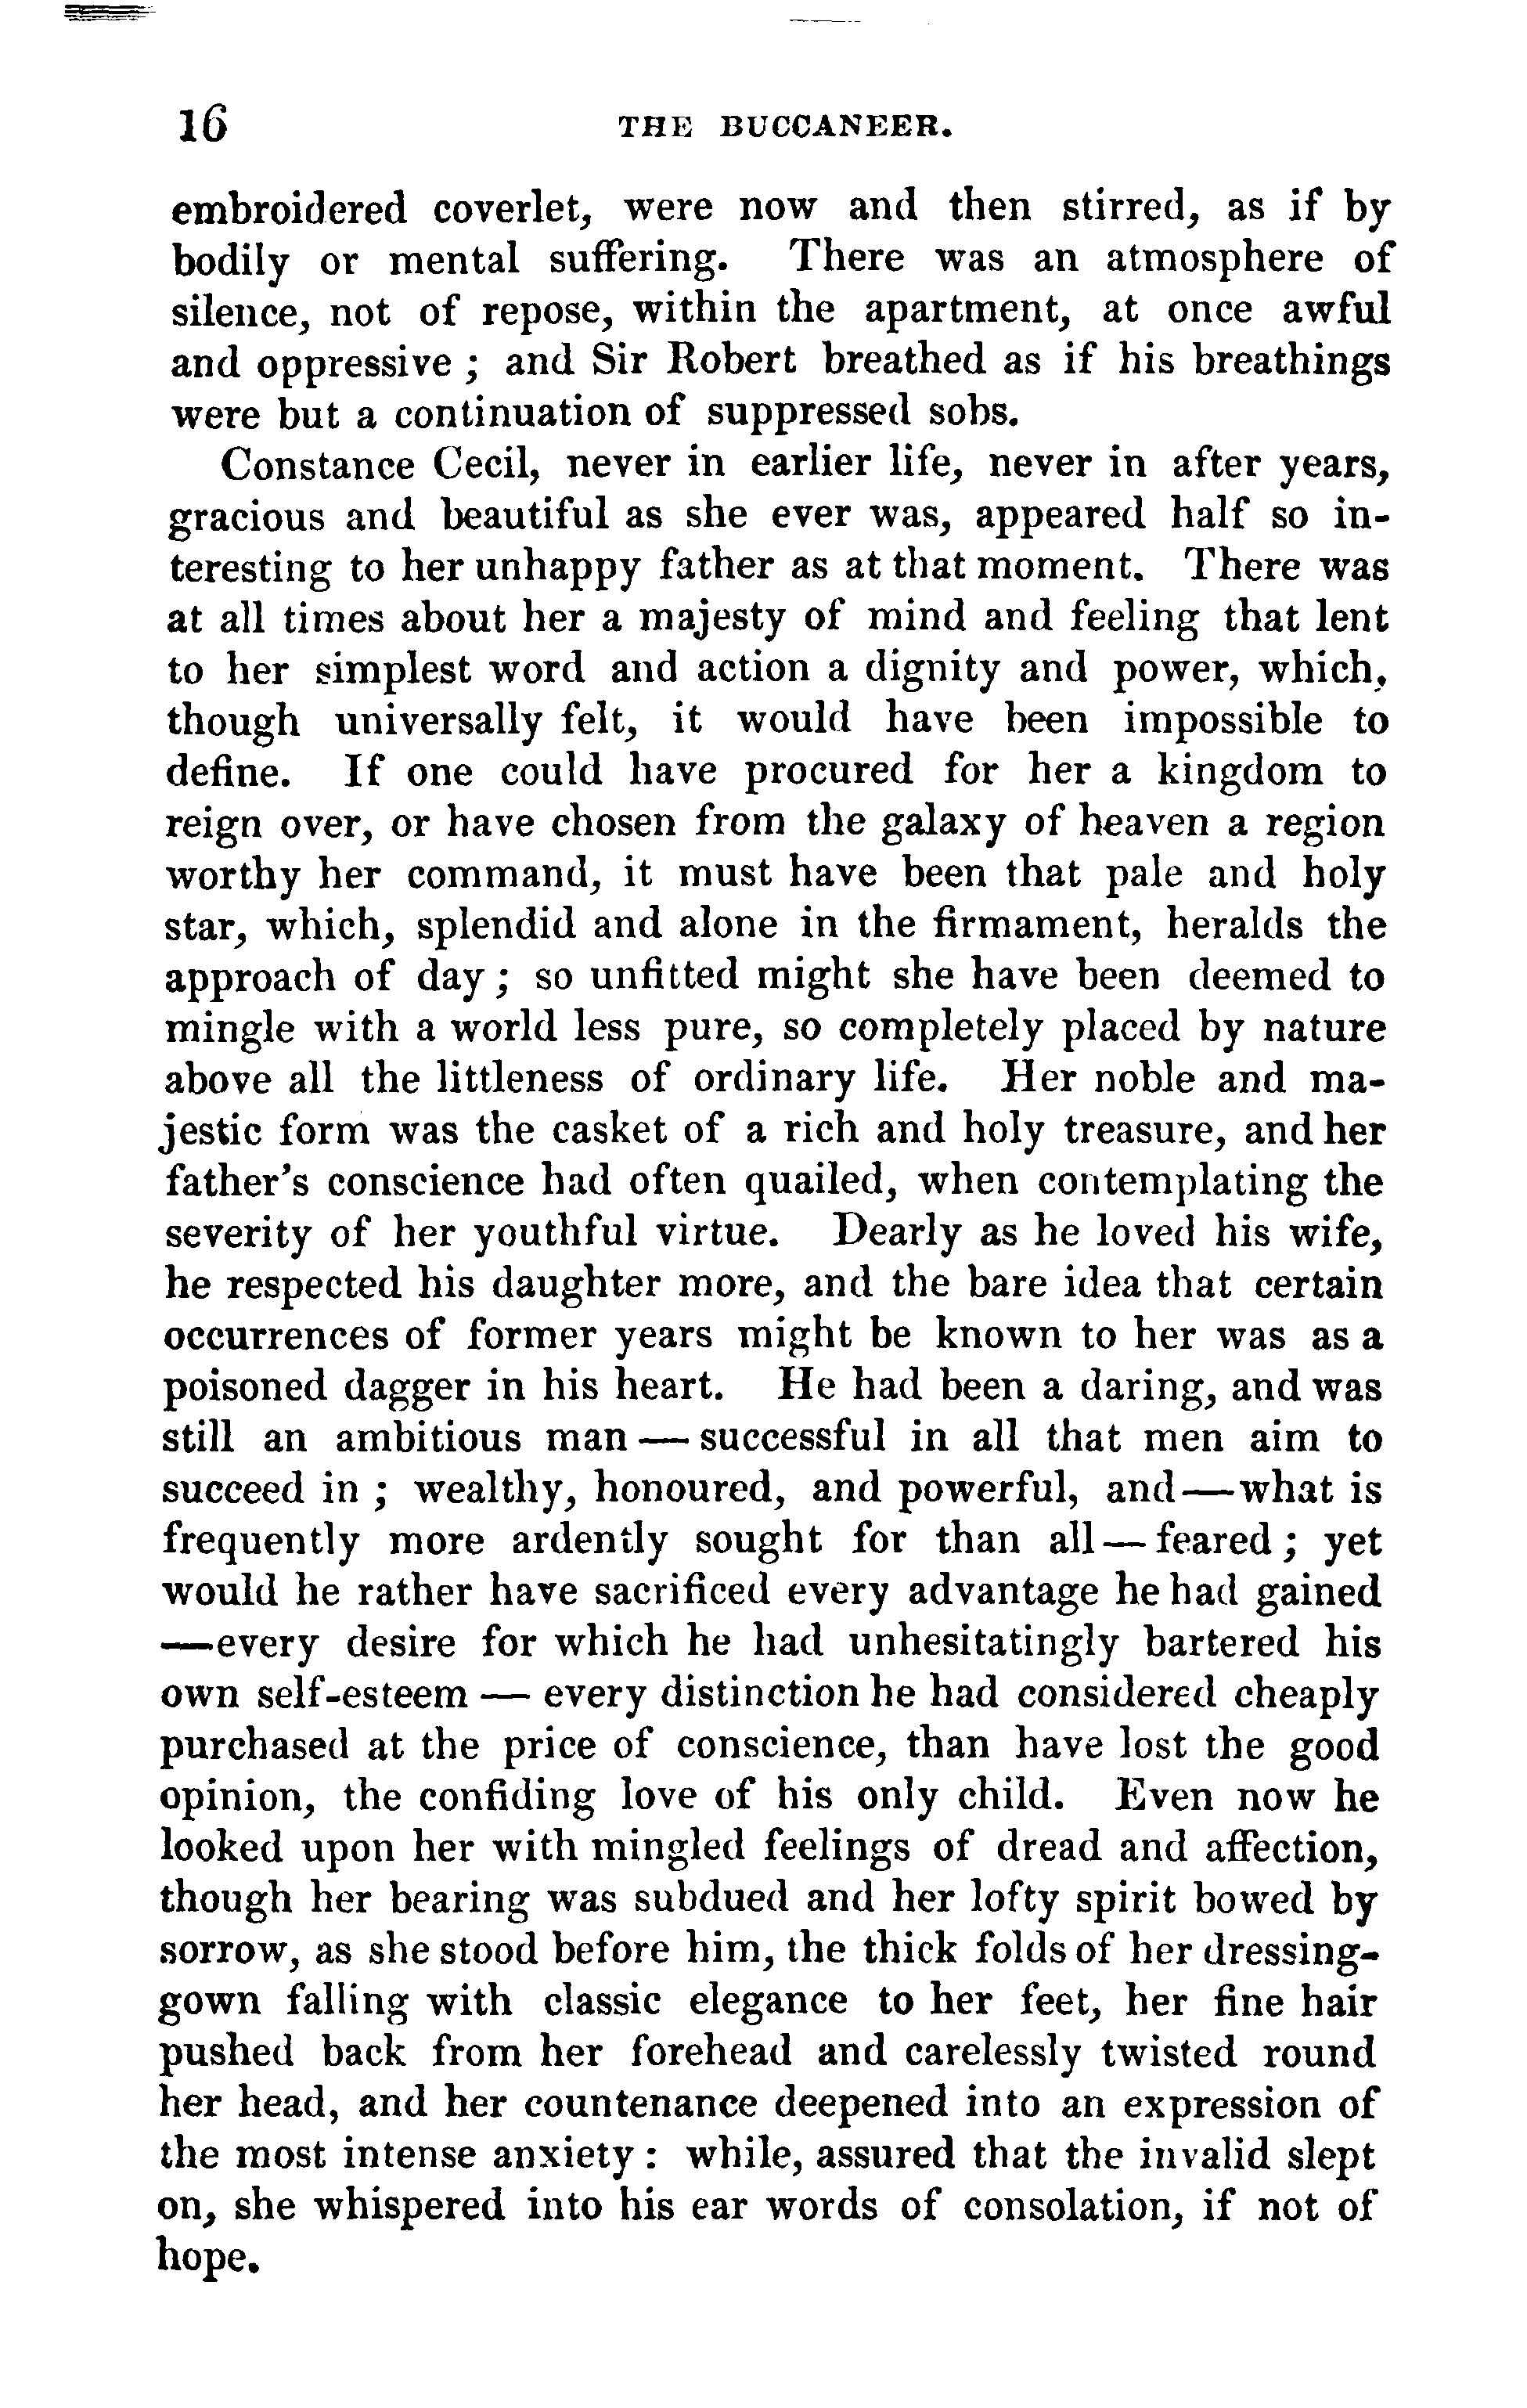 16 THE BUCCANEER.
embroidered coverlet, were now and then stirred, as if by
bodily or mental suffering. There was an atmosphere of
silence, not of repose, within the apartment, at once awful
and oppressive ; and Sir Robert breathed as if his breathings
were but a continuation of suppressed sobs.
Constance Cecil, never in earlier life, never in after years,
gracious and beautiful as she ever was, appeared half so in-
teresting to her unhappy father as at that moment. There was
at all times about her a majesty of mind and feeling that lent
to her simplest word and action a dignity and power, which,
though universally felt, it would have been impossible to
define. If one could have procured for her a kingdom to
reign over, or have chosen from the galaxy of heaven a region
worthy her command, it must have been that pale and holy
star, which, splendid and alone in the firmament, heralds the
approach of day ; so unfitted might she have been deemed to
mingle with a world less pure, so completely placed by nature
above all the littleness of ordinary life. Her noble and ma-
jestic form was the casket of a rich and holy treasure, and her
father's conscience had often quailed, when contemplating the
severity of her youthful virtue. Dearly as he loved his wife,
he respected his daughter more, and the bare idea that certain
occurrences of former years might be known to her was as a
poisoned dagger in his heart. He had been a daring, and was
still an ambitious man — successful in all that men aim to
succeed in ; wealthy, honoured, and powerful, and—what is
frequently more ardently sought for than all — feared ; yet
would he rather have sacrificed every advantage he had gained
—every desire for which he had unhesitatingly bartered his
own self-esteem — every distinction he had considered cheaply
purchased at the price of conscience, than have lost the good
opinion, the confiding love of his only child. Even now he
looked upon her with mingled feelings of dread and affection,
though her bearing was subdued and her lofty spirit bowed by
sorrow, as she stood before him, the thick folds of her dressing-
gown falling with classic elegance to her feet, her fine hair
pushed back from her forehead and carelessly twisted round
her head, and her countenance deepened into an expression of
the most intense anxiety : while, assured that the invalid slept
on, she whispered into his ear words of consolation, if not of
hope.